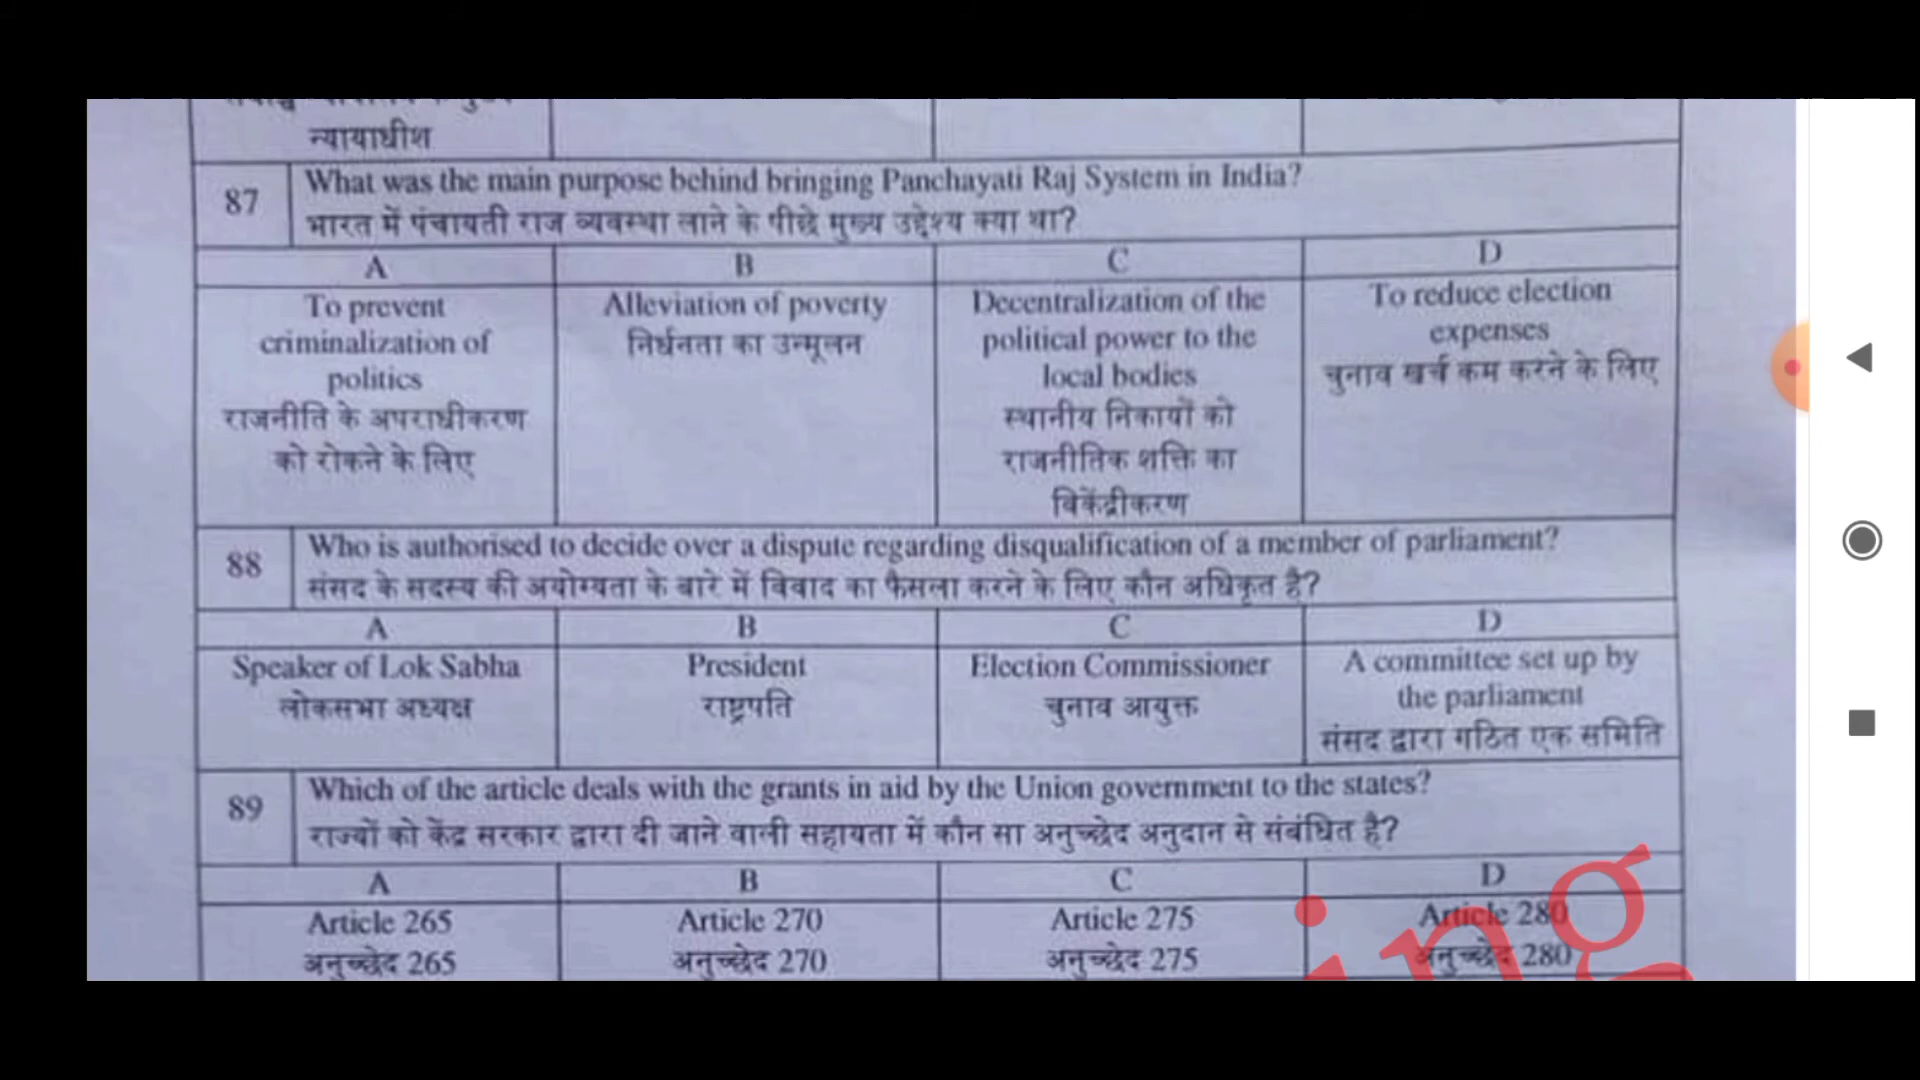 न्यायाधीश
87
What was the main purpose behind bringing Panchayati Raj System in India?
भारत में पंचायती राज व्यवस्था लाने के पीछे मुख्य उद्देश्य क्या था?
A
B
C
D
To prevent
criminalization of
politics
राजनीति के अपराधीकरण
को रोकने के लिए
Alleviation of poverty
निर्धनता का उन्मूलन
Decentralization of the
political power to the
local bodies
स्थानीय निकायों को
राजनीतिक शक्ति का
विकेंद्रीकरण
To reduce election
expenses
चुनाव खर्च कम करने के लिए
88
Who is authorised to decide over a dispute regarding disqualification of a member of parliament?
संसद के सदस्य की अयोग्यता के बारे में विवाद का फैसला करने के लिए कौन अधिकृत है?
A
B
C
D
Speaker of Lok Sabha
लोकसभा अध्यक्ष
President
राष्ट्रपति
Election Commissioner
चुनाव आयुक्त
A committee set up by
the parliament
संसद द्वारा गठित एक समिति
89
Which of the article deals with the grants in aid by the Union government to the states?
राज्यों को केंद्र सरकार द्वारा दी जाने वाली सहायता में कौन सा अनुच्छेद अनुदान से संबंधित है?
A
B
C
D
Article 265
अनुच्छेद 265
Article 270
अनुच्छेद 270
Article 275
अनुच्छेद 275
Article 280
अनुच्छेद 280
ing